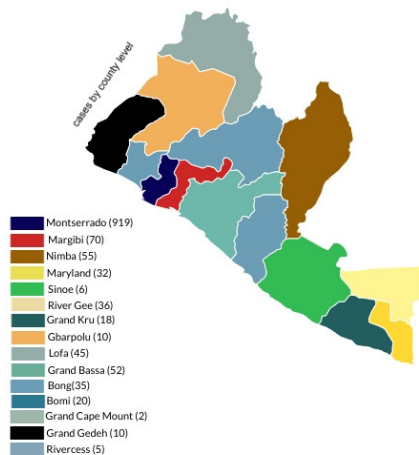 cases by county level
Montserrado (919)
Margibi (70)
Nimba (55)
Maryland (32)
Sinoe (6)
River Gee (36)
Grand Kru (18)
Gbarpolu (10)
Lofa (45)
Grand Bassa (52)
Bong(35)
Bomi (20)
Grand Cape Mount (2)
Grand Gedeh (10)
Rivercess (5)